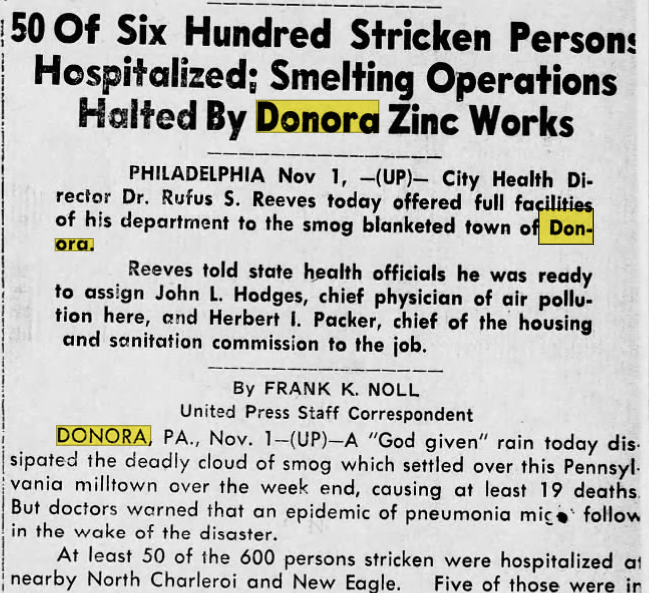 50 Of Six Hundred Stricken Persons
Hospitalized; Smelting Operations
Halted By Donora Zinc Works
PHILADELPHIA Nov 1, —(UP)— City Health Di-
rector Dr. Rufus S. Reeves today offered full facilities
of his department to the smog blanketed town of Don-
ora.
Reeves told state health officials he was ready
to assign John L. Hodges, chief physician of air pollu-
tion here, and Herbert I. Packer, chief of the housing
and sanitation commission to the job.
By FRANK K. NOLL
United Press Staff Correspondent
DONORA, PA., Nov. 1—(UP)—A "God given" rain today dis-
sipated the deadly cloud of smog which settled over this Pennsyl-
vania milltown over the week end, causing at least 19 deaths.
But doctors warned that an epidemic of pneumonia follow
in the wake of the disaster.
At least 50 of the 600 persons stricken were hospitalized at
nearby North Charleroi and New Eagle. Five of those were in